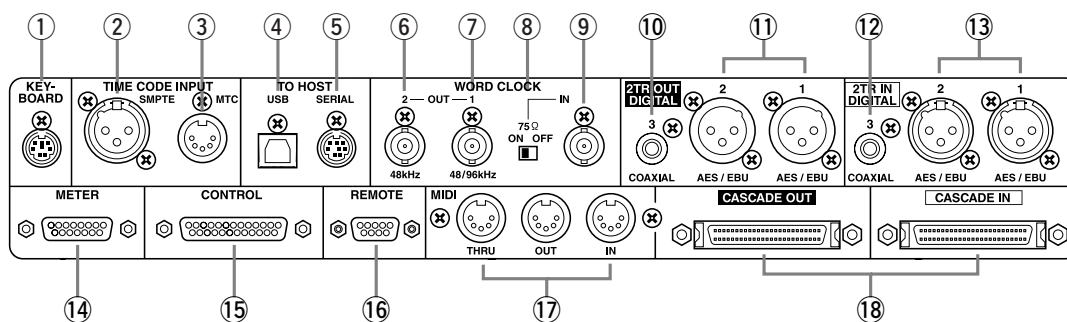 ① ② ③ ④ ⑤ ⑥ ⑦ ⑧ ⑨ ⑩ ⑪ ⑫ ⑬
KEY-
BOARD
TIME CODE INPUT
SMPTE MTC
TO HOST
USB SERIAL
WORD CLOCK
2 OUT 1 IN
75Ω
ON OFF
48kHz 48/96kHz
2TR OUT
DIGITAL
2 1
3
COAXIAL AES / EBU AES / EBU
2TR IN
DIGITAL
2 1
3
COAXIAL AES / EBU AES / EBU
METER
CONTROL
REMOTE
MIDI
THRU OUT IN
CASCADE OUT
CASCADE IN
⑭ ⑮ ⑯ ⑰ ⑱